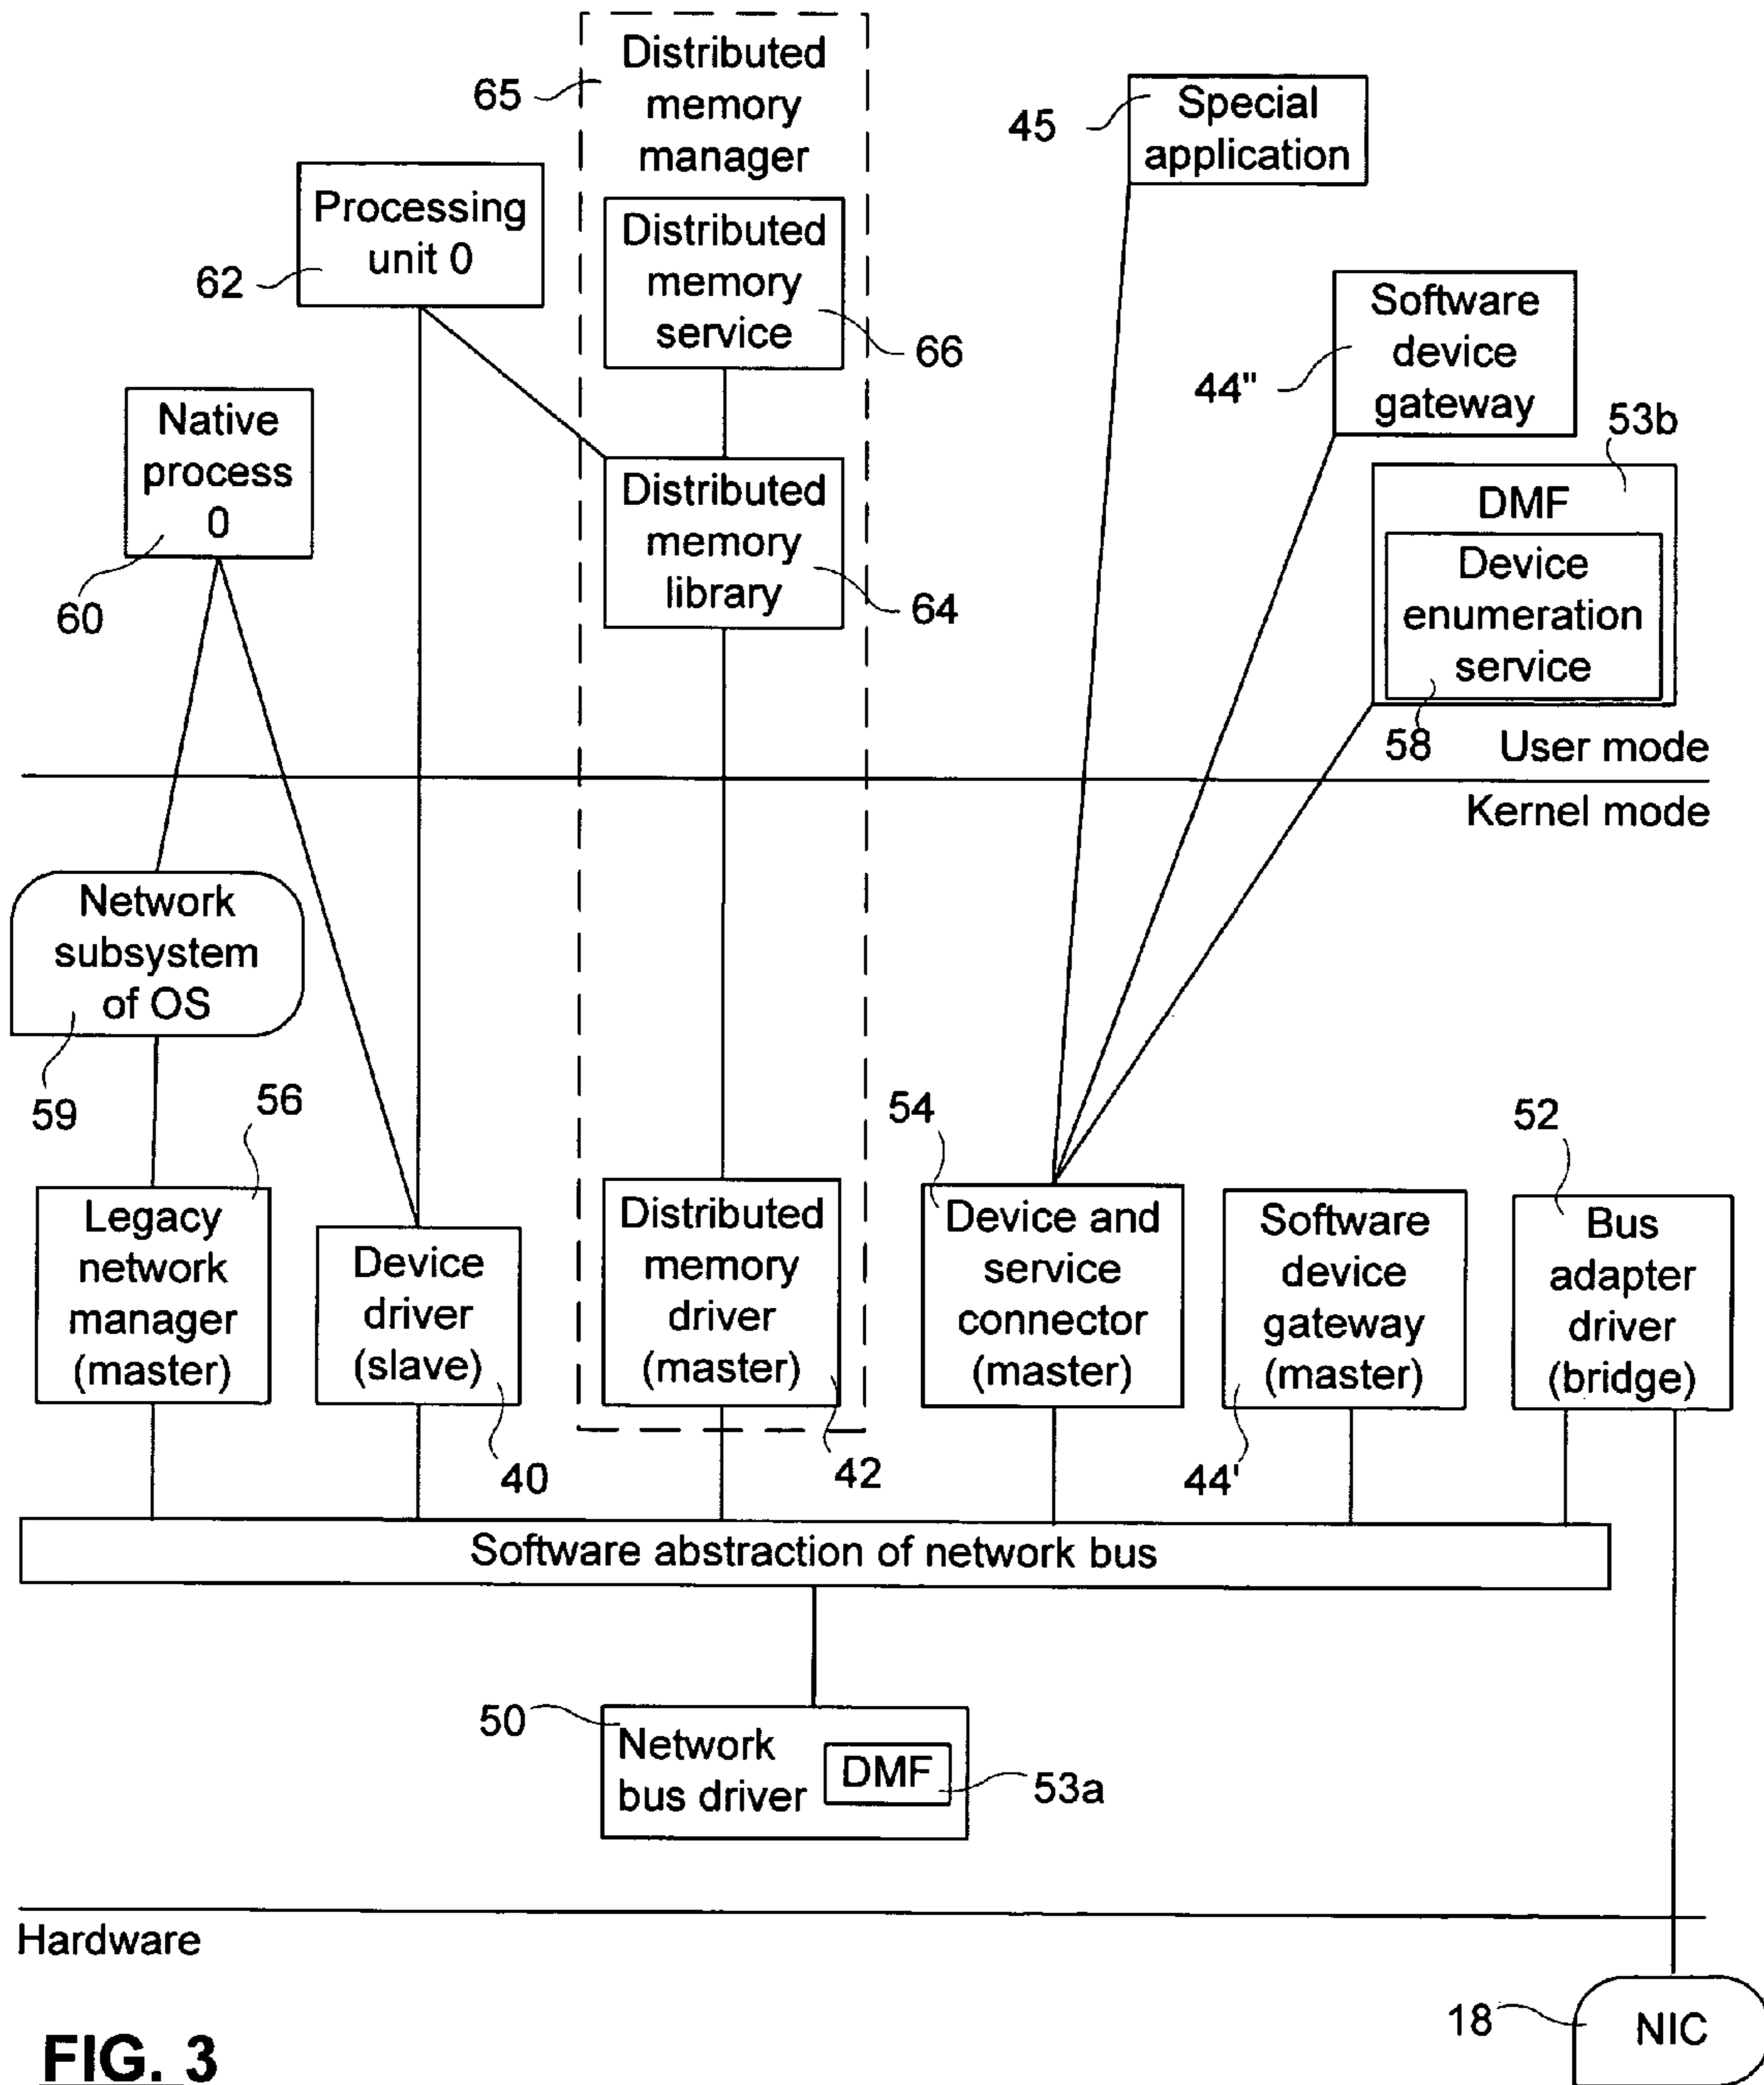 65
Distributed
memory
manager
45
Special
application
Processing
unit 0
62
Distributed
memory
service
66
Software
device
gateway
44"
Native
process
0
60
Distributed
memory
library
64
53b
DMF
Device
enumeration
service
58
User mode
Kernel mode
Network
subsystem
of OS
59
56
54
52
Legacy
network
manager
(master)
Device
driver
(slave)
40
Distributed
memory
driver
(master)
42
Device and
service
connector
(master)
Software
device
gateway
(master)
44'
Bus
adapter
driver
(bridge)
Software abstraction of network bus
50
Network
bus driver
DMF
53a
Hardware
18
NIC
FIG. 3